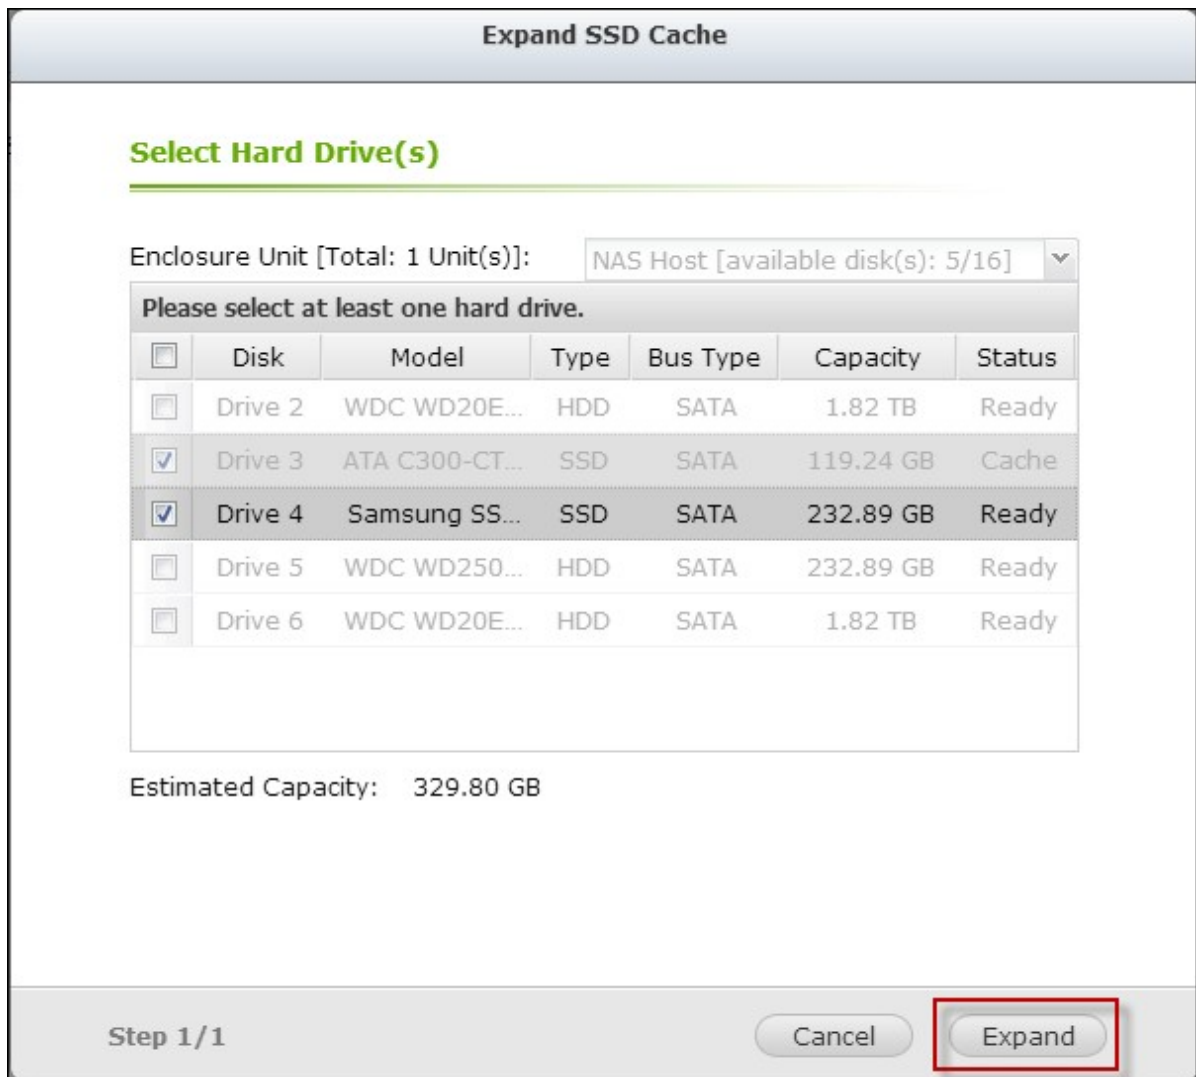 Expand SSD Cache
Select Hard Drive(s)
Enclosure Unit [Total: 1 Unit(s)]: NAS Host [available disk(s): 5/16]
Please select at least one hard drive.
Disk Model Type Bus Type Capacity Status
Drive 2 WDC WD20E... HDD SATA 1.82 TB Ready
Drive 3 ATA C300-CT... SSD SATA 119.24 GB Cache
Drive 4 Samsung SS... SSD SATA 232.89 GB Ready
Drive 5 WDC WD250... HDD SATA 232.89 GB Ready
Drive 6 WDC WD20E... HDD SATA 1.82 TB Ready
Estimated Capacity: 329.80 GB
Step 1/1 Cancel Expand